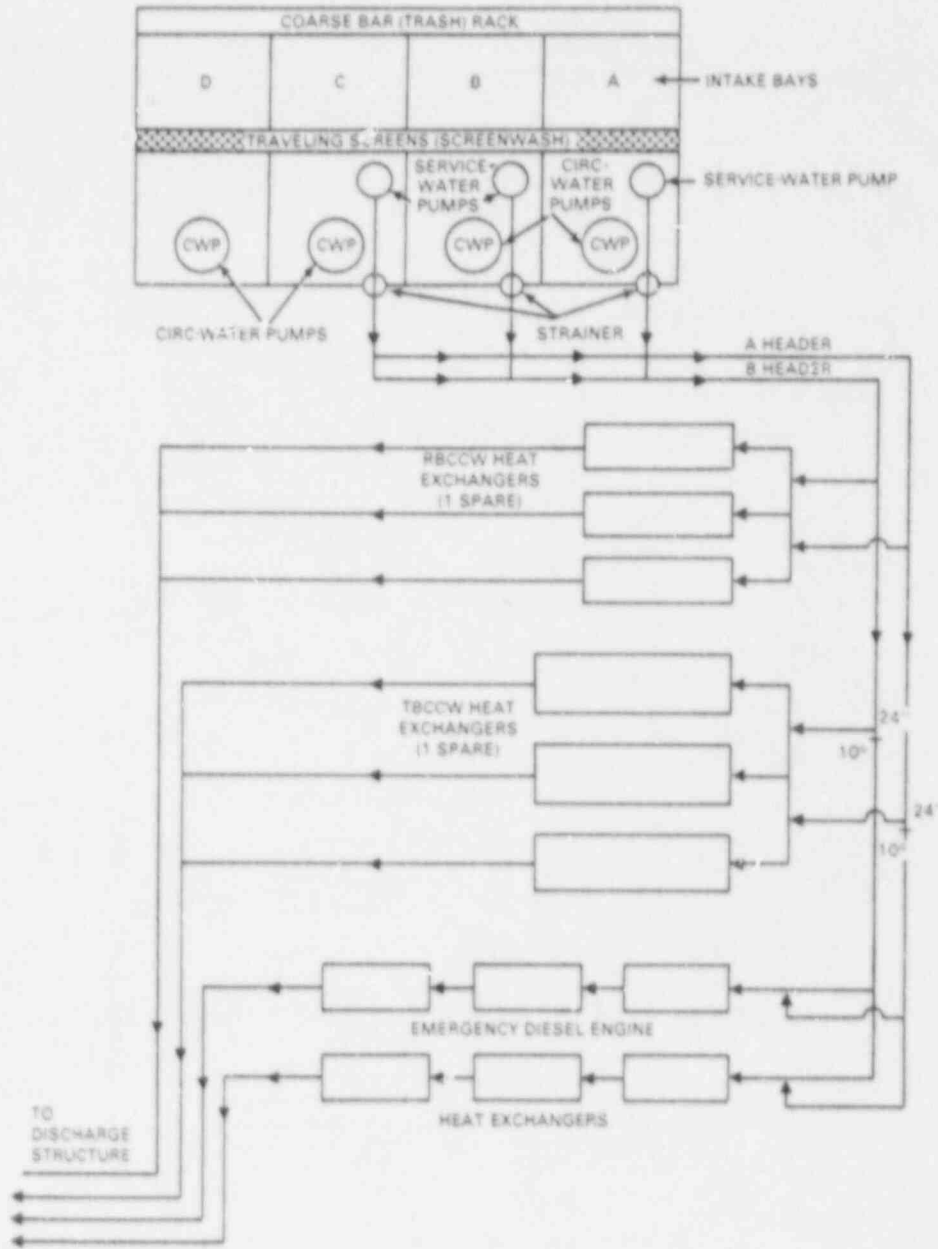 COARSE BAR (TRASH) RACK
D
C
B
A
INTAKE BAYS
TRAVELING SCREENS (SCREENWASH)
SERVICE-
WATER
PUMPS
CIRC-
WATER
PUMPS
SERVICE-WATER PUMP
CWP
CWP
CWP
CWP
CIRC-WATER PUMPS
STRAINER
A HEADER
B HEADER
RBCCW HEAT
EXCHANGERS
(1 SPARE)
TBCCW HEAT
EXCHANGERS
(1 SPARE)
24"
10"
24"
10"
EMERGENCY DIESEL ENGINE
HEAT EXCHANGERS
TO
DISCHARGE
STRUCTURE